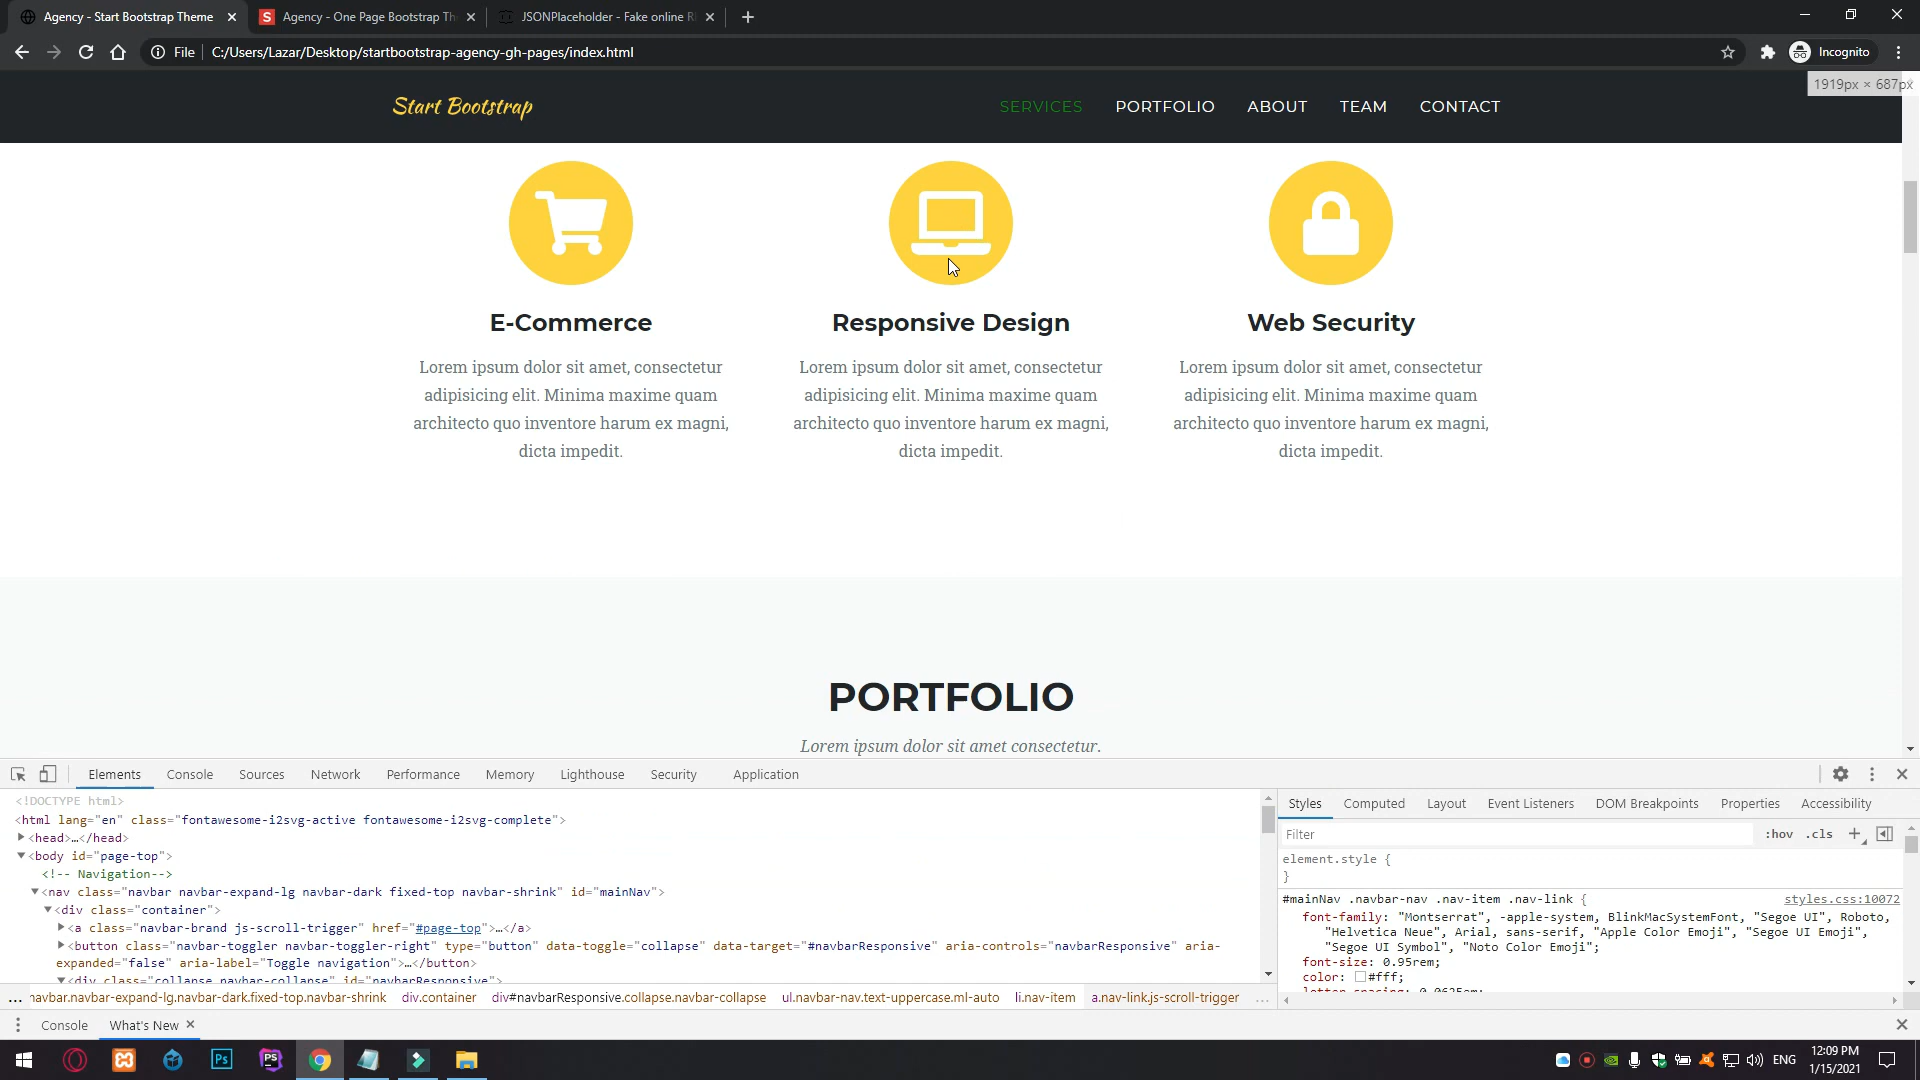 Agency - Start Bootstrap Theme
Agency - One Page Bootstrap Th
JSONPlaceholder - Fake online R
File
C:/Users/Lazar/Desktop/startbootstrap-agency-gh-pages/index.html
Incognito
1919px × 687px
Start Bootstrap
SERVICES
PORTFOLIO
ABOUT
TEAM
CONTACT
E-Commerce
Lorem ipsum dolor sit amet, consectetur
adipisicing elit. Minima maxime quam
architecto quo inventore harum ex magni,
dicta impedit.
Responsive Design
Lorem ipsum dolor sit amet, consectetur
adipisicing elit. Minima maxime quam
architecto quo inventore harum ex magni,
dicta impedit.
Web Security
Lorem ipsum dolor sit amet, consectetur
adipisicing elit. Minima maxime quam
architecto quo inventore harum ex magni,
dicta impedit.
PORTFOLIO
Lorem ipsum dolor sit amet consectetur.
Elements
Console
Sources
Network
Performance
Memory
Lighthouse
Security
Application
<!DOCTYPE html>
<html lang="en" class="fontawesome-i2svg-active fontawesome-i2svg-complete">
<head>…</head>
<body id="page-top">
<!-- Navigation-->
<nav class="navbar navbar-expand-lg navbar-dark fixed-top navbar-shrink" id="mainNav">
<div class="container">
<a class="navbar-brand js-scroll-trigger" href="#page-top">…</a>
<button class="navbar-toggler navbar-toggler-right" type="button" data-toggle="collapse" data-target="#navbarResponsive" aria-controls="navbarResponsive" aria-
expanded="false" aria-label="Toggle navigation">…</button>
<div class="collapse navbar-collapse" id="navbarResponsive">
... navbar.navbar-expand-lg.navbar-dark.fixed-top.navbar-shrink
div.container
div#navbarResponsive.collapse.navbar-collapse
ul.navbar-nav.text-uppercase.ml-auto
li.nav-item
a.nav-link.js-scroll-trigger
...
Styles
Computed
Layout
Event Listeners
DOM Breakpoints
Properties
Accessibility
Filter
:hov
.cls
element.style {
}
#mainNav .navbar-nav .nav-item .nav-link {
styles.css:10072
font-family: "Montserrat", -apple-system, BlinkMacSystemFont, "Segoe UI", Roboto,
"Helvetica Neue", Arial, sans-serif, "Apple Color Emoji", "Segoe UI Emoji",
"Segoe UI Symbol", "Noto Color Emoji";
font-size: 0.95rem;
color: #fff;
letter-spacing: 0.0625em;
Console
What's New
Ps
PS
ENG
12:09 PM
1/15/2021